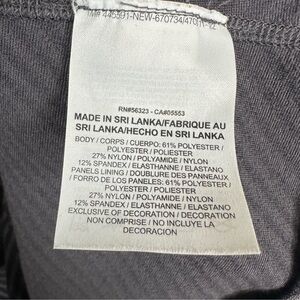 RN#56323 - CA#05553
MADE IN SRI LANKA/FABRIQUE AU
SRI LANKA/HECHO EN SRI LANKA
BODY / CORPS / CUERPO: 61% POLYESTER /
POLYESTER / POLIESTER
27% NYLON / POLYAMIDE / NYLON
12% SPANDEX / ELASTHANNE / ELASTANO
PANELS LINING / DOUBLURE DES PANNEAUX
/ FORRO DE LOS PANELES: 61% POLYESTER /
POLYESTER / POLIESTER
27% NYLON / POLYAMIDE / NYLON
12% SPANDEX / ELASTHANNE / ELASTANO
EXCLUSIVE OF DECORATION / DECORATION
NON COMPRISE / NO INCLUYE LA
DECORACION